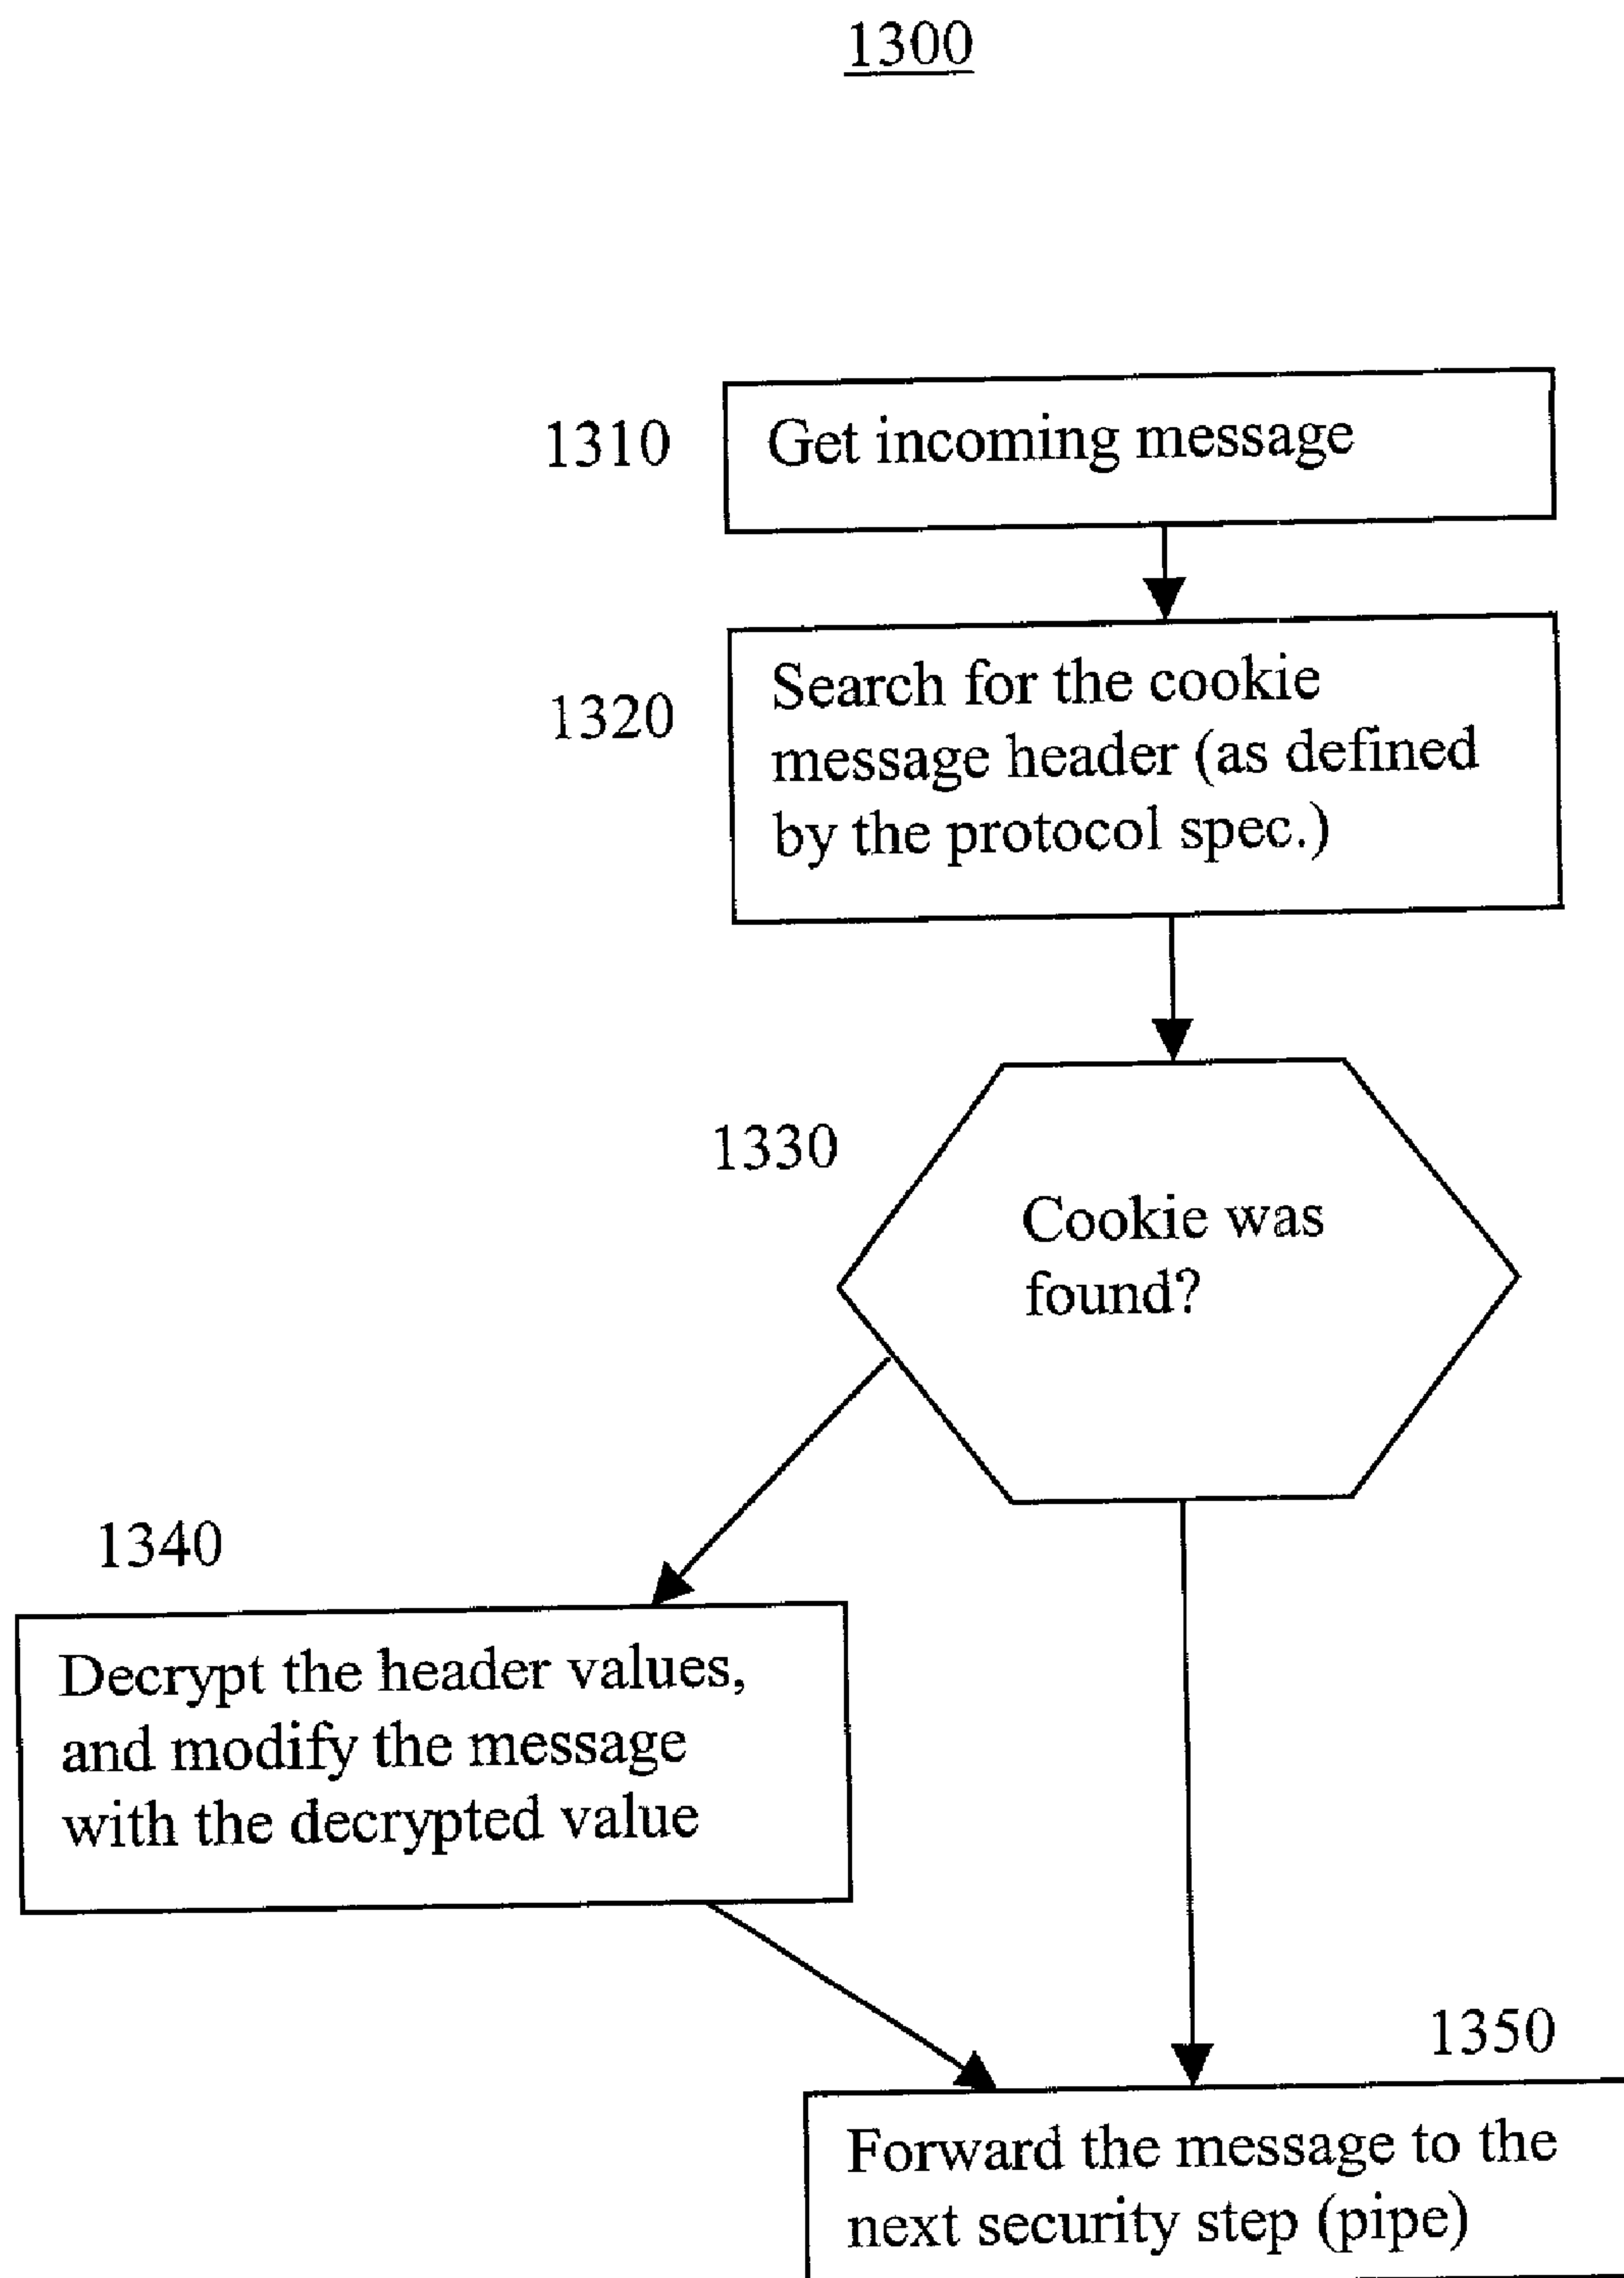 1300
1310
Get incoming message
1320
Search for the cookie
message header (as defined
by the protocol spec.)
1330
Cookie was
found?
1340
Decrypt the header values,
and modify the message
with the decrypted value
1350
Forward the message to the
next security step (pipe)